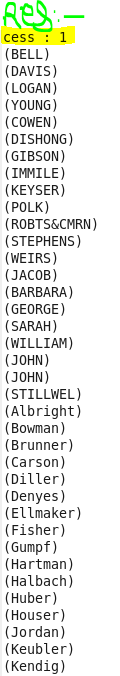 Res:-
cess : 1
(BELL)
(DAVIS)
(LOGAN)
(YOUNG)
(COWEN)
(DISHONG)
(GIBSON)
(IMMILE)
(KEYSER)
(POLK)
(ROBTS&CMRN)
(STEPHENS)
(WEIRS)
(JACOB)
(BARBARA)
(GEORGE)
(SARAH)
(WILLIAM)
(JOHN)
(JOHN)
(STILLWEL)
(Albright)
(Bowman)
(Brunner)
(Carson)
(Diller)
(Denyes)
(Ellmaker)
(Fisher)
(Gumpf)
(Hartman)
(Halbach)
(Huber)
(Houser)
(Jordan)
(Keubler)
(Kendig)